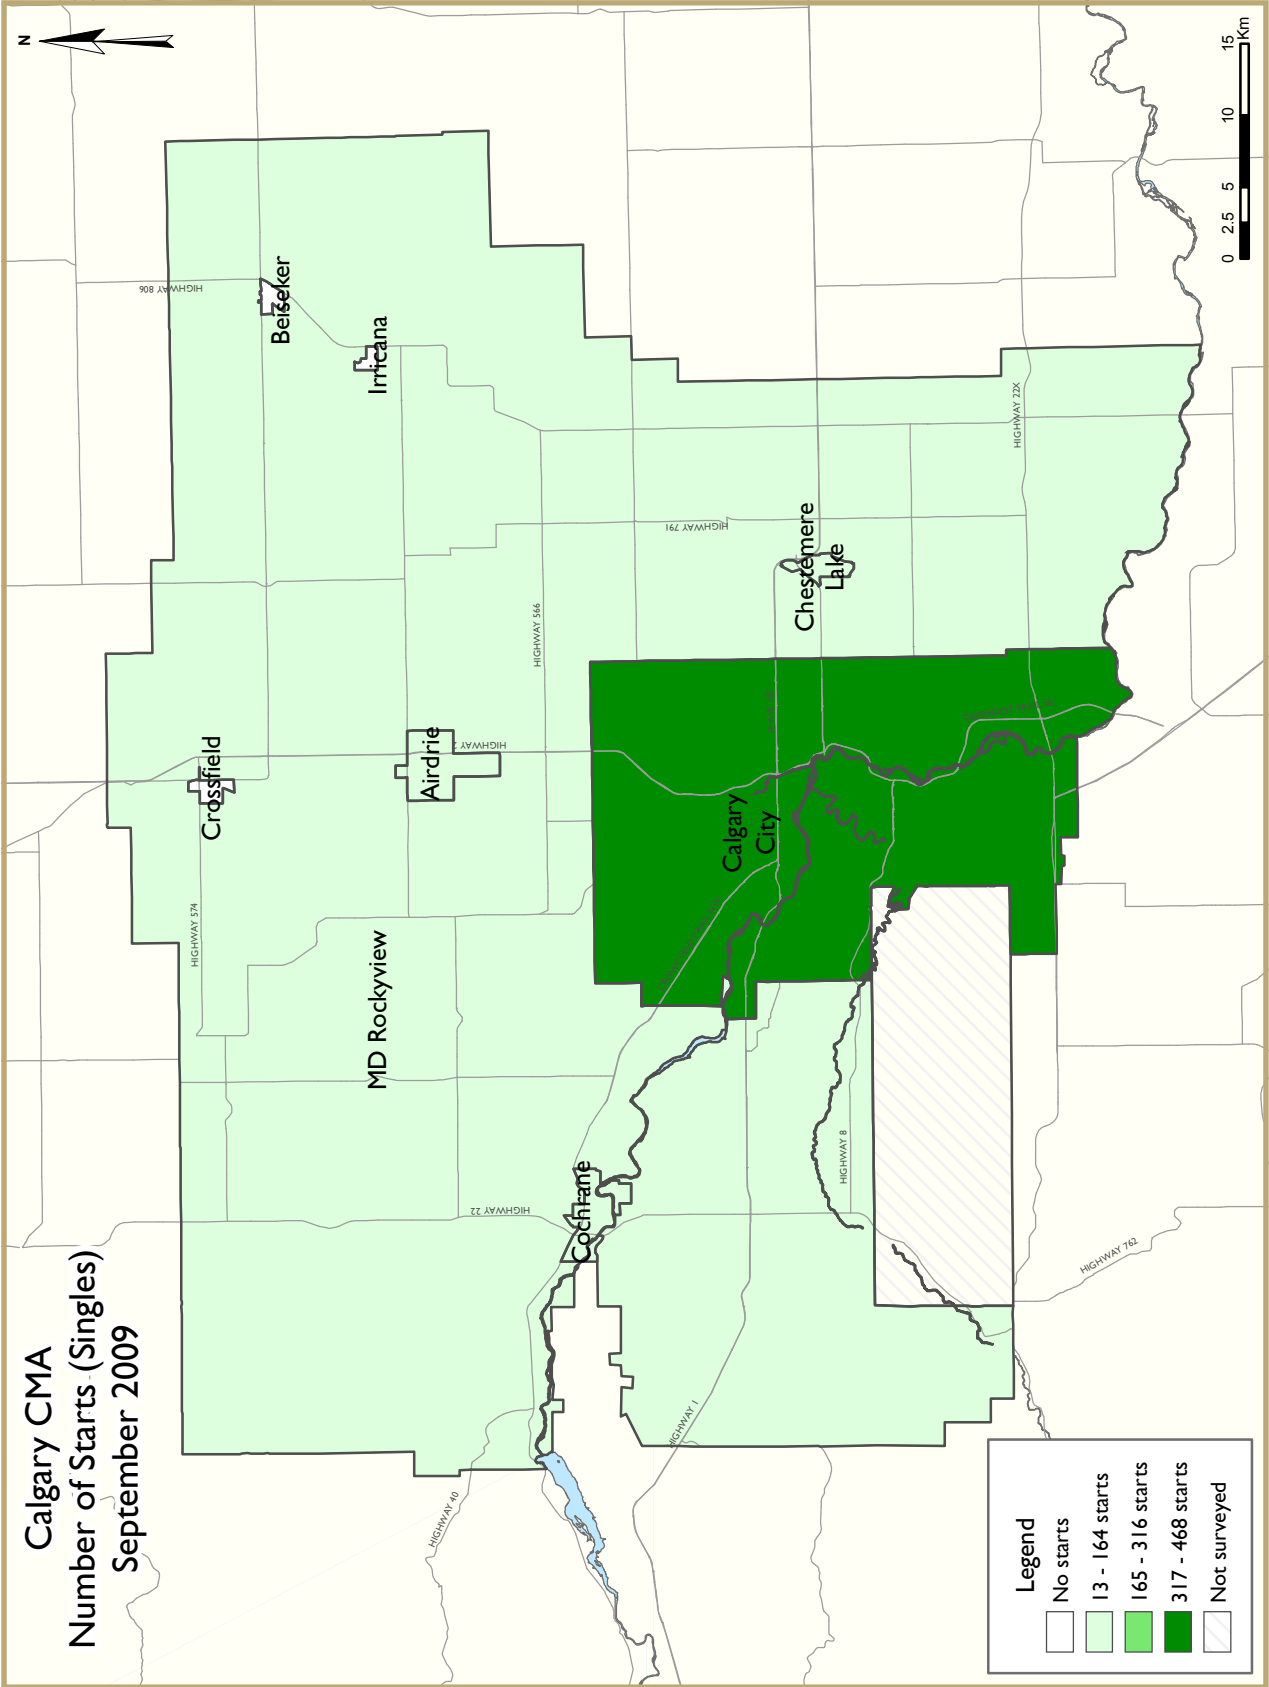 Calgary CMA
Number of Starts (Singles)
September 2009
N
HIGHWAY 806
Beiseker
Irricana
Crossfield
HIGHWAY 574
Airdrie
HIGHWAY 2
HIGHWAY 566
MD Rockyview
HIGHWAY 791
HIGHWAY 22X
Chestermere
Lake
Calgary
City
HIGHWAY 22
Cochrane
HIGHWAY 8
HIGHWAY 1
HIGHWAY 40
HIGHWAY 762
Legend
No starts
13 - 164 starts
165 - 316 starts
317 - 468 starts
Not surveyed
0 2.5 5 10 15
Km